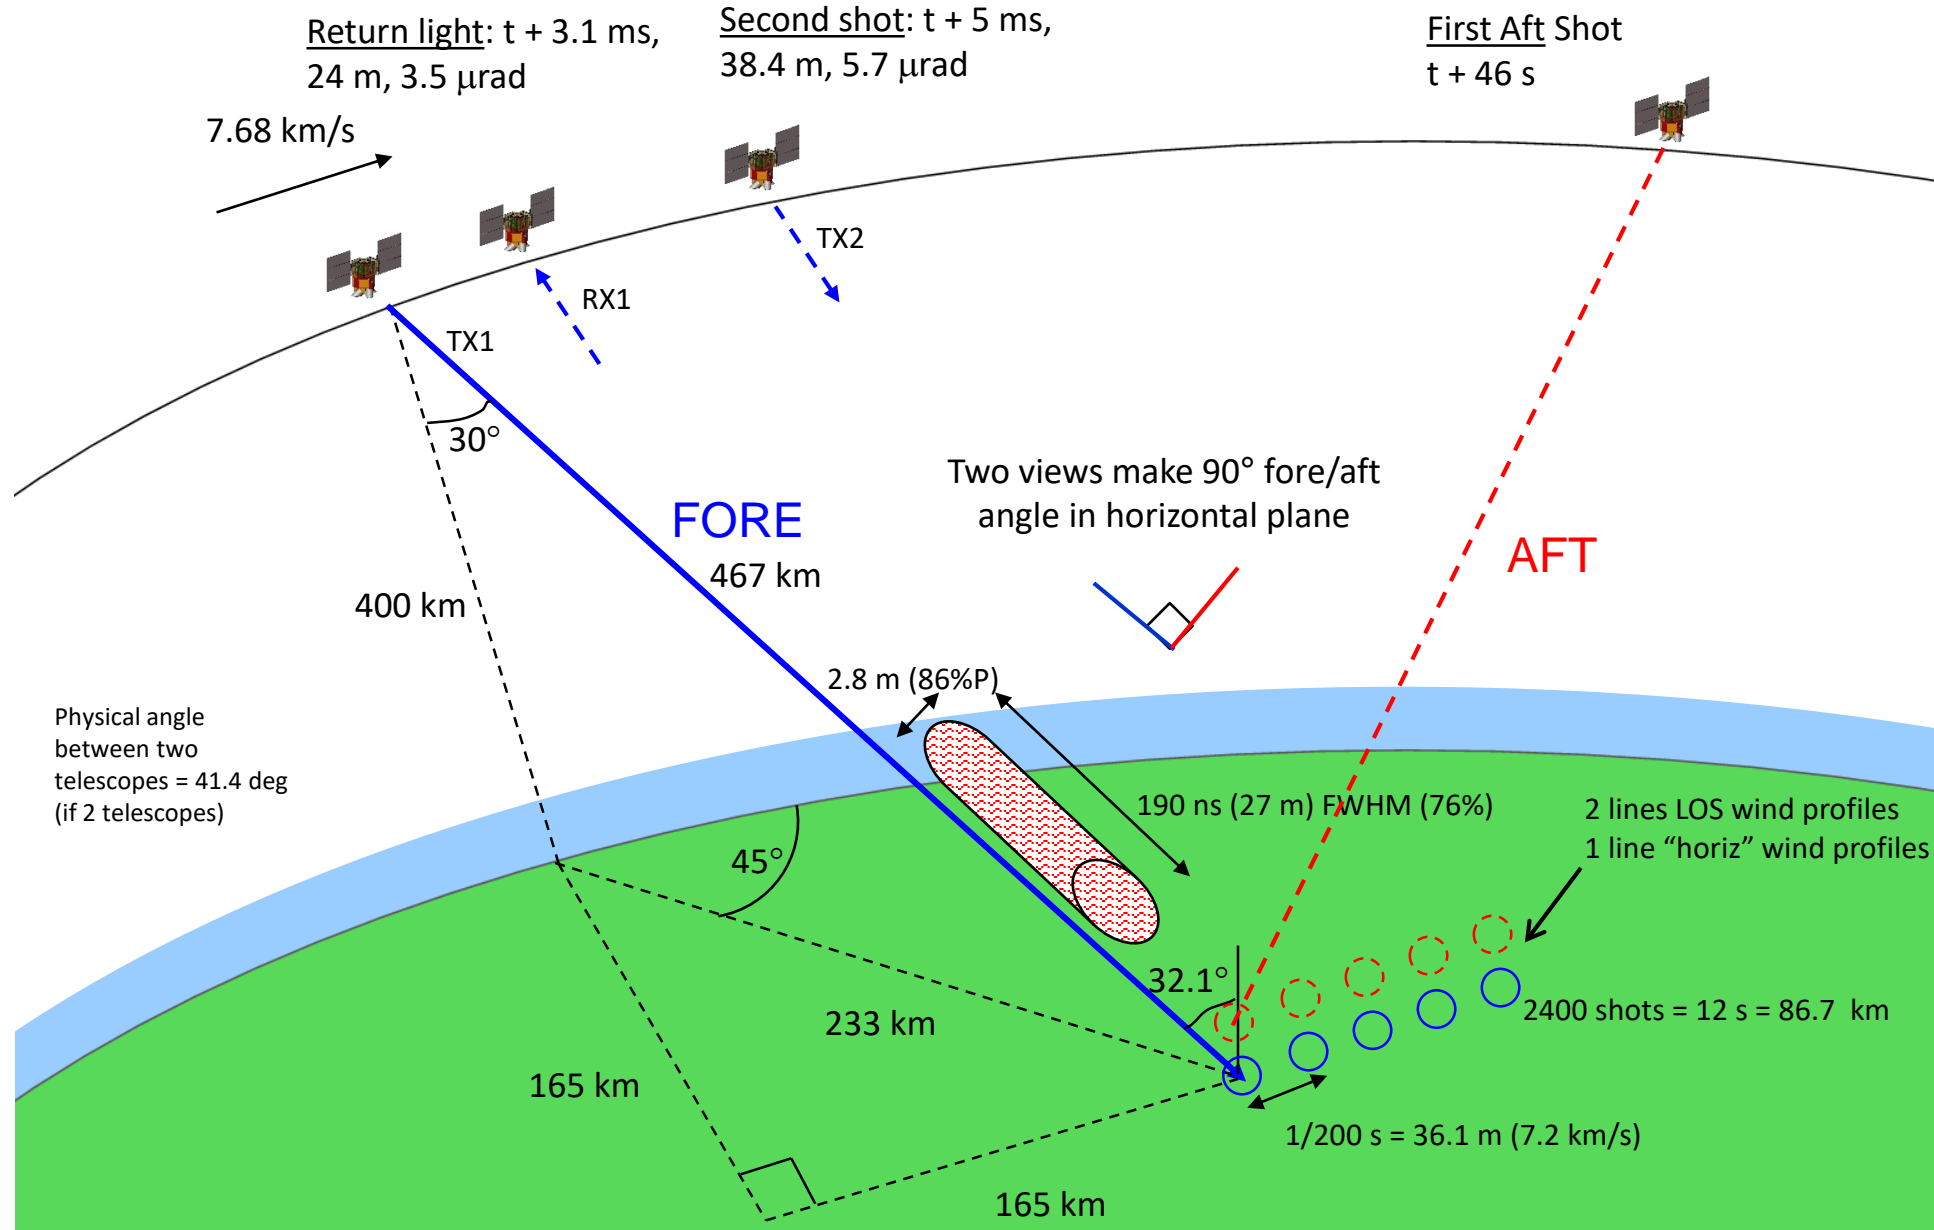 Return light: t + 3.1 ms,
24 m, 3.5 μrad
Second shot: t + 5 ms,
38.4 m, 5.7 μrad
First Aft Shot
t + 46 s
7.68 km/s
TX2
RX1
TX1
30°
FORE
467 km
400 km
Two views make 90° fore/aft
angle in horizontal plane
AFT
2.8 m (86%P)
Physical angle
between two
telescopes = 41.4 deg
(if 2 telescopes)
190 ns (27 m) FWHM (76%)
2 lines LOS wind profiles
1 line “horiz” wind profiles
45°
32.1°
233 km
2400 shots = 12 s = 86.7 km
165 km
1/200 s = 36.1 m (7.2 km/s)
165 km